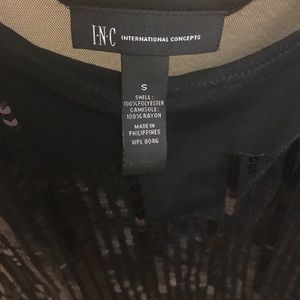 I·N·C INTERNATIONAL CONCEPTS
S
SHELL:
100%POLYESTER
CAMISOLE:
100%RAYON
MADE IN
PHILIPPINES
WPL 8046